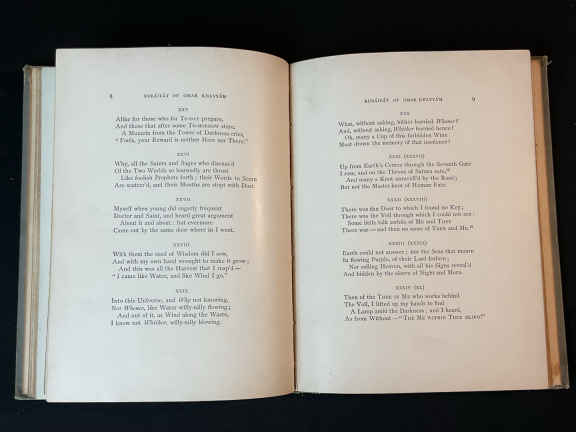 8
RUBÁIYÁT OF OMAR KHAYYÁM
XXV
Alike for those who for To-day prepare,
And those that after some To-morrow stare,
A Muezzín from the Tower of Darkness cries,
"Fools, your Reward is neither Here nor There!"
XXVI
Why, all the Saints and Sages who discuss'd
Of the Two Worlds so learnedly are thrust
Like foolish Prophets forth; their Words to Scorn
Are scatter'd, and their Mouths are stopt with Dust.
XXVII
Myself when young did eagerly frequent
Doctor and Saint, and heard great argument
About it and about: but evermore
Came out by the same door where in I went.
XXVIII
With them the seed of Wisdom did I sow,
And with my own hand wrought to make it grow;
And this was all the Harvest that I reap'd—
"I came like Water, and like Wind I go."
XXIX
Into this Universe, and Why not knowing,
Nor Whence, like Water willy-nilly flowing;
And out of it, as Wind along the Waste,
I know not Whither, willy-nilly blowing.
RUBÁIYÁT OF OMAR KHAYYÁM
9
XXX
What, without asking, hither hurried Whence?
And, without asking, Whither hurried hence!
Oh, many a Cup of this forbidden Wine
Must drown the memory of that insolence!
XXXI
Up from Earth's Centre through the Seventh Gate
I rose, and on the Throne of Saturn sate,
And many a Knot unravel'd by the Road;
But not the Master-knot of Human Fate.
XXXII
There was the Door to which I found no Key;
There was the Veil through which I could not see:
Some little talk awhile of Me and Thee
There was—and then no more of Thee and Me.
XXXIII
Earth could not answer; nor the Seas that mourn
In flowing Purple, of their Lord forlorn;
Nor rolling Heaven, with all his Signs reveal'd
And hidden by the sleeve of Night and Morn.
XXXIV
Then of the Thee in Me who works behind
The Veil, I lifted up my hands to find
A Lamp amid the Darkness; and I heard,
As from Without—"The Me within Thee blind!"